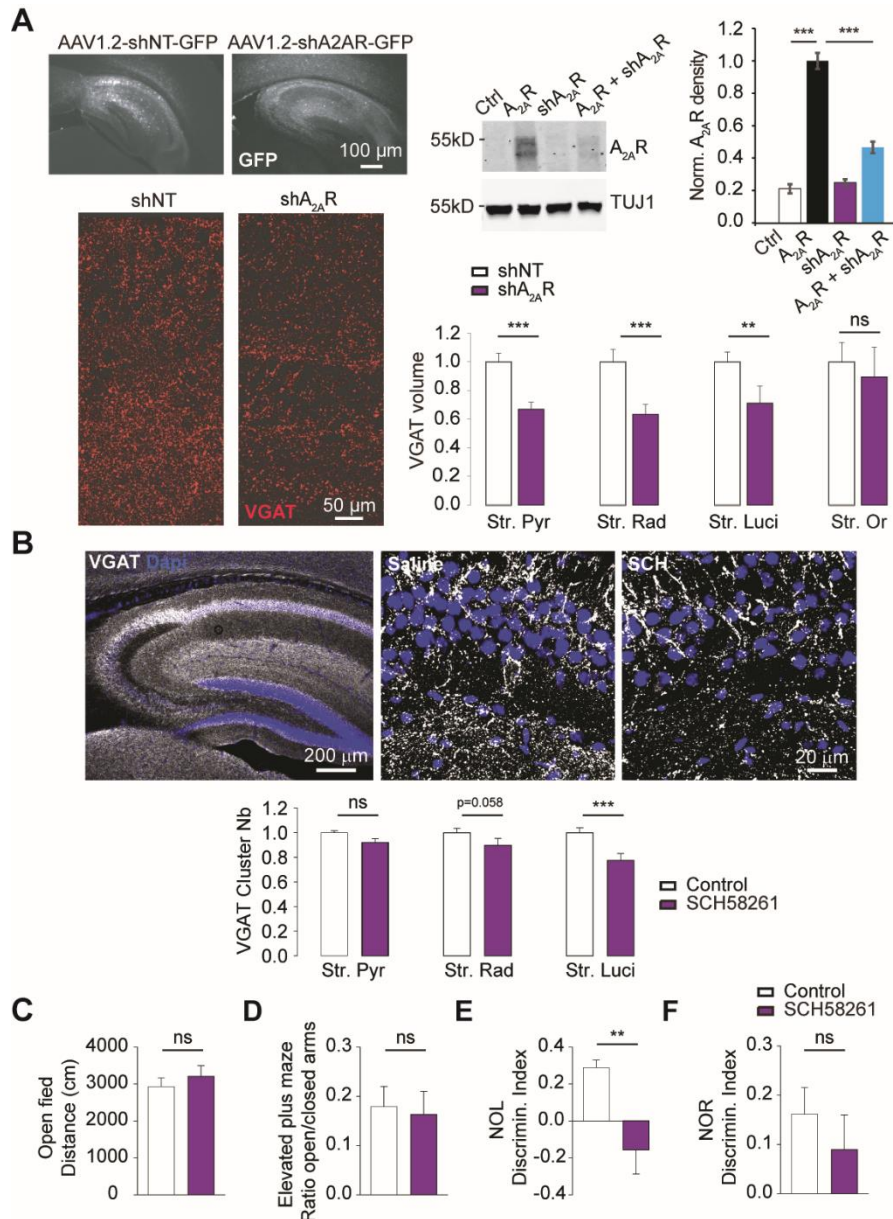 A
AAV1.2-shNT-GFP AAV1.2-shA2AR-GFP
GFP
100 µm
shNT
shA2AR
VGAT
50 µm
Ctrl
A2AR
shA2AR
A2AR + shA2AR
55kD
A2AR
55kD
TUJ1
Norm. A2AR density
1.0
0.8
0.6
0.4
0.2
0.0
***
***
Ctrl
A2AR
shA2AR
A2AR + shA2AR
shNT
shA2AR
VGAT volume
1.2
1.0
0.8
0.6
0.4
0.2
0.0
***
***
**
ns
Str. Pyr
Str. Rad
Str. Luci
Str. Or
B
VGAT Dapi
200 µm
Saline
SCH
20 µm
VGAT Cluster Nb
1.2
1.0
0.8
0.6
0.4
0.2
0.0
ns
p=0.058
***
Str. Pyr
Str. Rad
Str. Luci
Control
SCH58261
C
Open fied
Distance (cm)
4000
3000
2000
1000
0
ns
D
Elevated plus maze
Ratio open/closed arms
0.3
0.2
0.1
0.0
ns
E
NOL
Discrimin. Index
0.4
0.2
0.0
-0.2
-0.4
**
Control
SCH58261
F
NOR
Discrimin. Index
0.3
0.2
0.1
0.0
ns